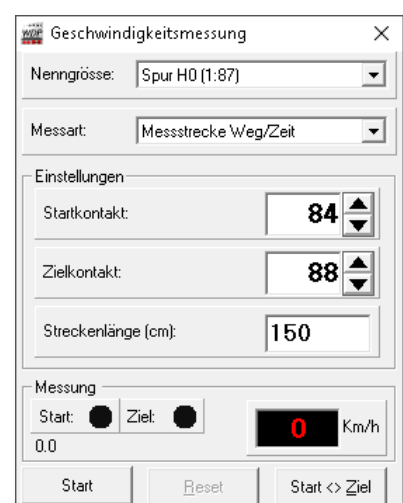 WDP Geschwindigkeitsmessung
Nenngrösse: Spur H0 (1:87)
Messart: Messstrecke Weg/Zeit
Einstellungen
Startkontakt: 84
Zielkontakt: 88
Streckenlänge (cm): 150
Messung
Start: Ziel:
0 Km/h
0.0
Start Reset Start <> Ziel